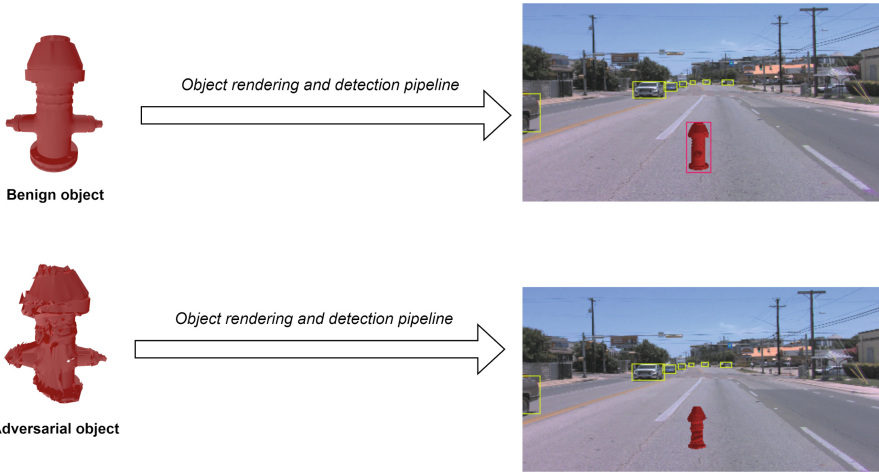 Object rendering and detection pipeline
Benign object
Object rendering and detection pipeline
Adversarial object